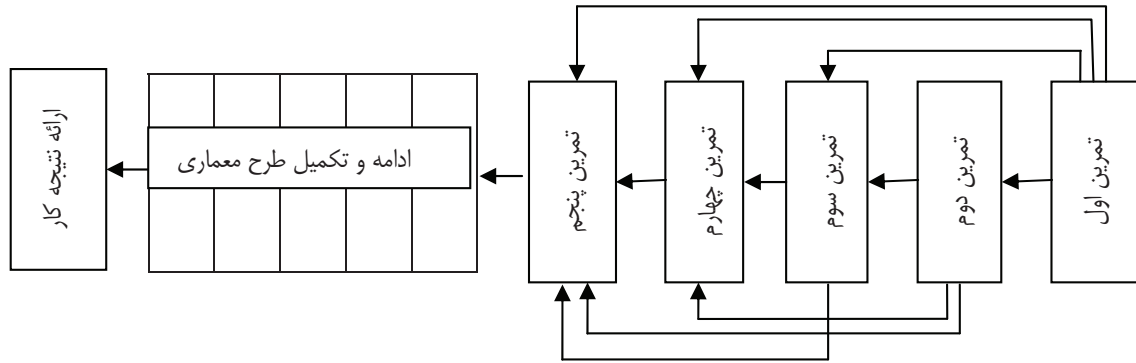 تمرین اول
تمرین دوم
تمرین سوم
تمرین چهارم
تمرین پنجم
ادامه و تکمیل طرح معماری
ارائه نتیجه کار